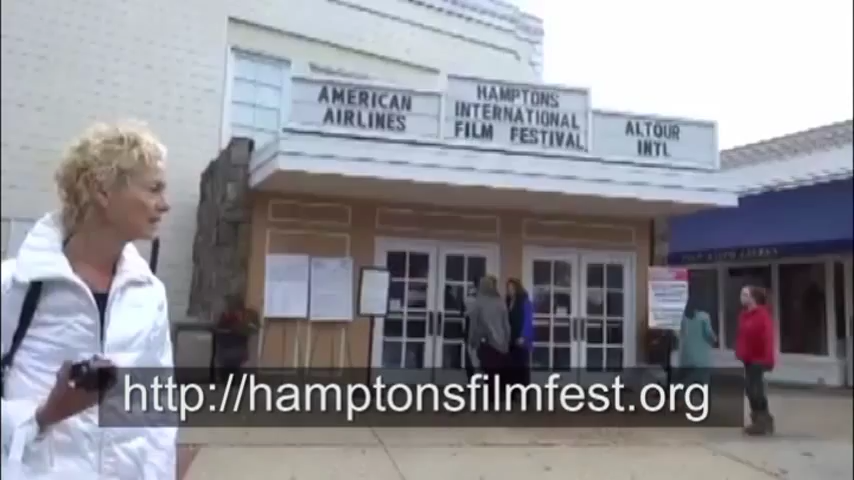 AMERICAN
AIRLINES
HAMPTONS
INTERNATIONAL
FILM FESTIVAL
ALTOUR
INTL
http://hamptonsfilmfest.org